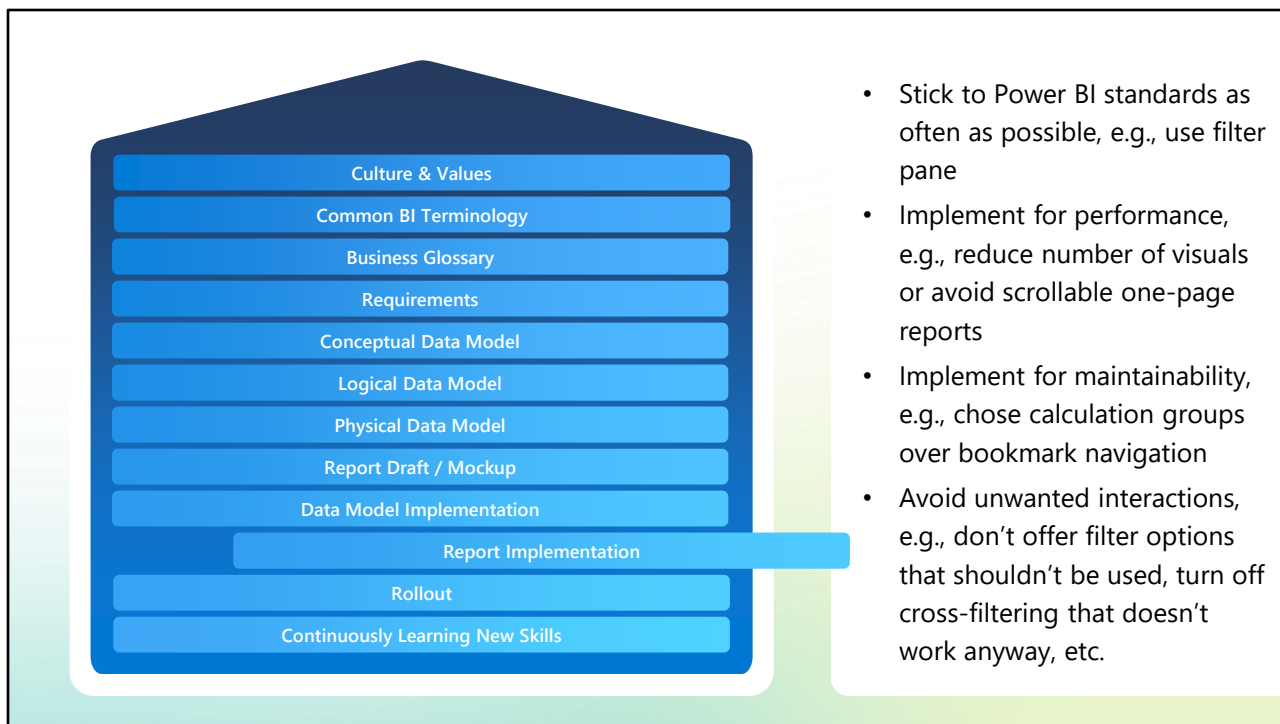 Culture & Values
Common BI Terminology
Business Glossary
Requirements
Conceptual Data Model
Logical Data Model
Physical Data Model
Report Draft / Mockup
Data Model Implementation
Report Implementation
Rollout
Continuously Learning New Skills
• Stick to Power BI standards as
often as possible, e.g., use filter
pane
• Implement for performance,
e.g., reduce number of visuals
or avoid scrollable one-page
reports
• Implement for maintainability,
e.g., chose calculation groups
over bookmark navigation
• Avoid unwanted interactions,
e.g., don’t offer filter options
that shouldn’t be used, turn off
cross-filtering that doesn’t
work anyway, etc.